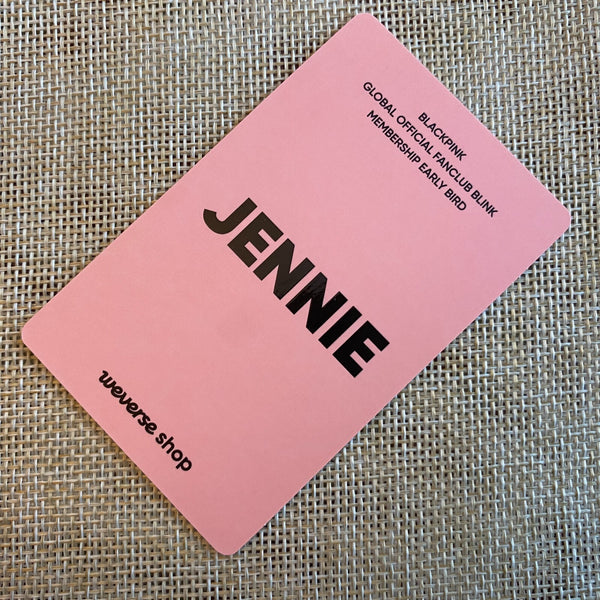 BLACKPINK
GLOBAL OFFICIAL FANCLUB BLINK
MEMBERSHIP EARLY BIRD
JENNIE
weverse shop